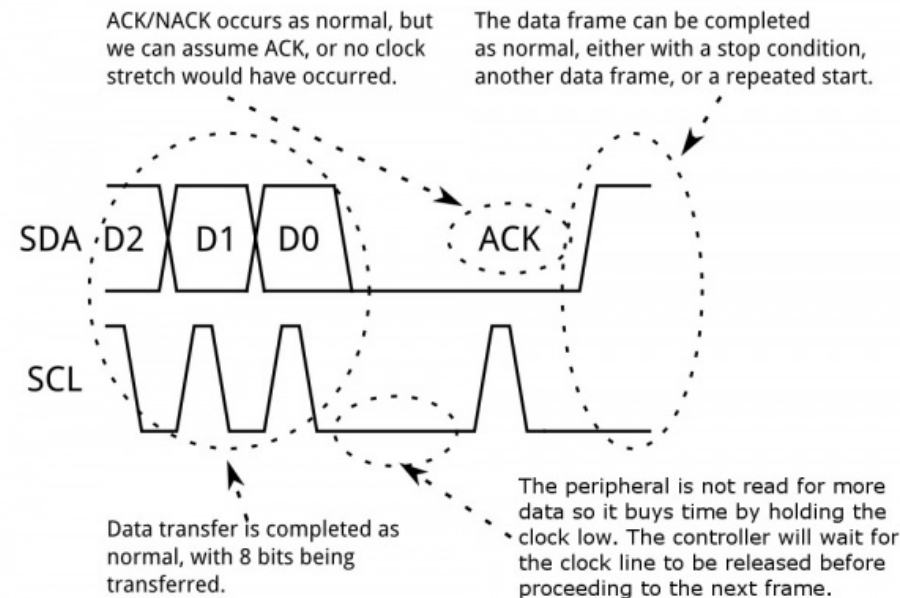 ACK/NACK occurs as normal, but
we can assume ACK, or no clock
stretch would have occurred.
The data frame can be completed
as normal, either with a stop condition,
another data frame, or a repeated start.
SDA D2 D1 D0 ACK
SCL
Data transfer is completed as
normal, with 8 bits being
transferred.
The peripheral is not read for more
data so it buys time by holding the
clock low. The controller will wait for
the clock line to be released before
proceeding to the next frame.